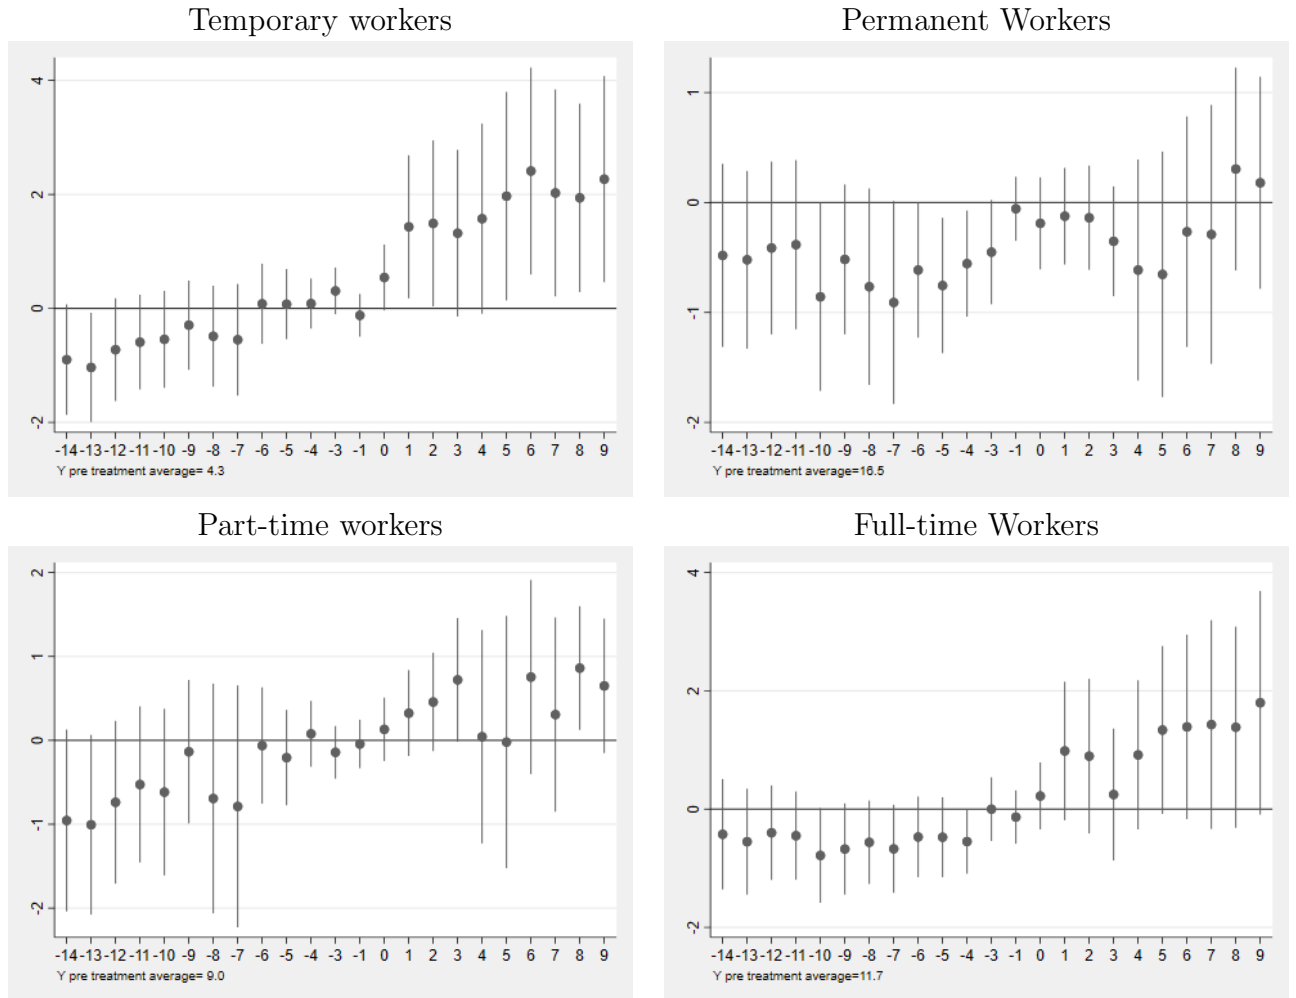 Temporary workers
4
2
0
-2
-14 -13 -12 -11 -10 -9 -8 -7 -6 -5 -4 -3 -1 0 1 2 3 4 5 6 7 8 9
Y pre treatment average= 4.3
Permanent Workers
1
0
-1
-2
-14 -13 -12 -11 -10 -9 -8 -7 -6 -5 -4 -3 -1 0 1 2 3 4 5 6 7 8 9
Y pre treatment average=16.5
Part-time workers
2
1
0
-1
-2
-14 -13 -12 -11 -10 -9 -8 -7 -6 -5 -4 -3 -1 0 1 2 3 4 5 6 7 8 9
Y pre treatment average= 9.0
Full-time Workers
4
2
0
-2
-14 -13 -12 -11 -10 -9 -8 -7 -6 -5 -4 -3 -1 0 1 2 3 4 5 6 7 8 9
Y pre treatment average=11.7